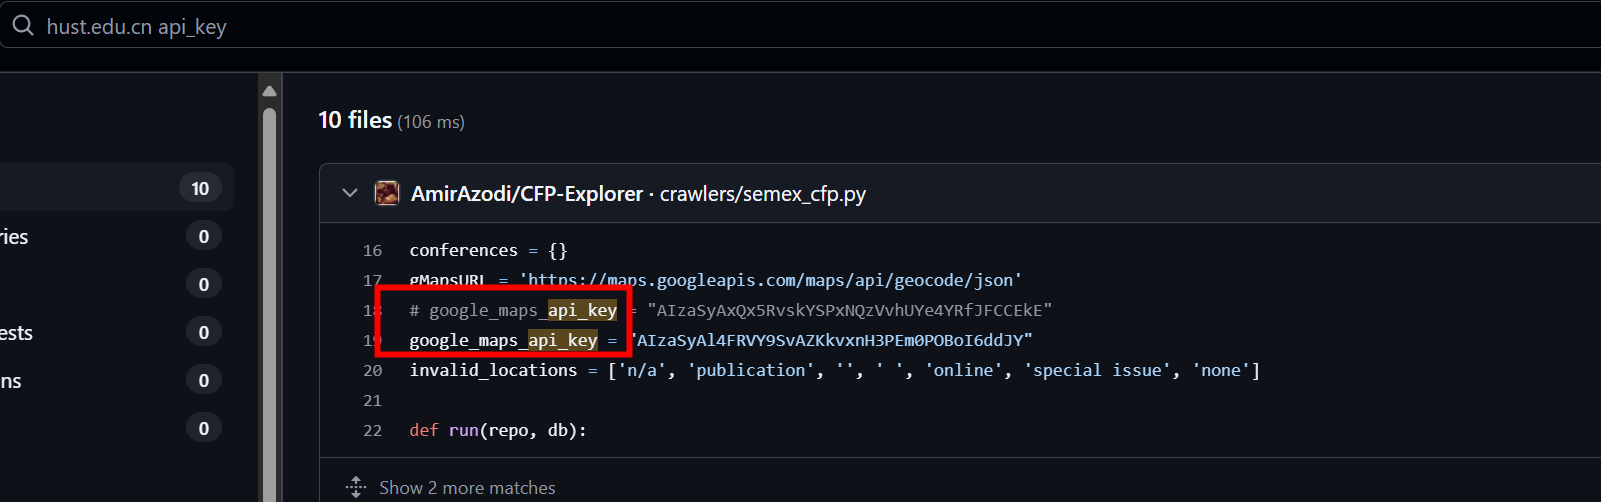 hust.edu.cn api_key
10 files (106 ms)
10
AmirAzodi/CFP-Explorer · crawlers/semex_cfp.py
ries
0
0
ests
0
ns
0
0
16 conferences = {}
17 gMapsURL = 'https://maps.googleapis.com/maps/api/geocode/json'
18 # google_maps_api_key = "AIzaSyAxQx5RvskYSPxNQzVvhUYe4YRfJFCCEkE"
19 google_maps_api_key = "AIzaSyAl4FRVY9SvAZKkvxnH3PEm0POBoI6ddJY"
20 invalid_locations = ['n/a', 'publication', '', ' ', 'online', 'special issue', 'none']
21
22 def run(repo, db):
Show 2 more matches